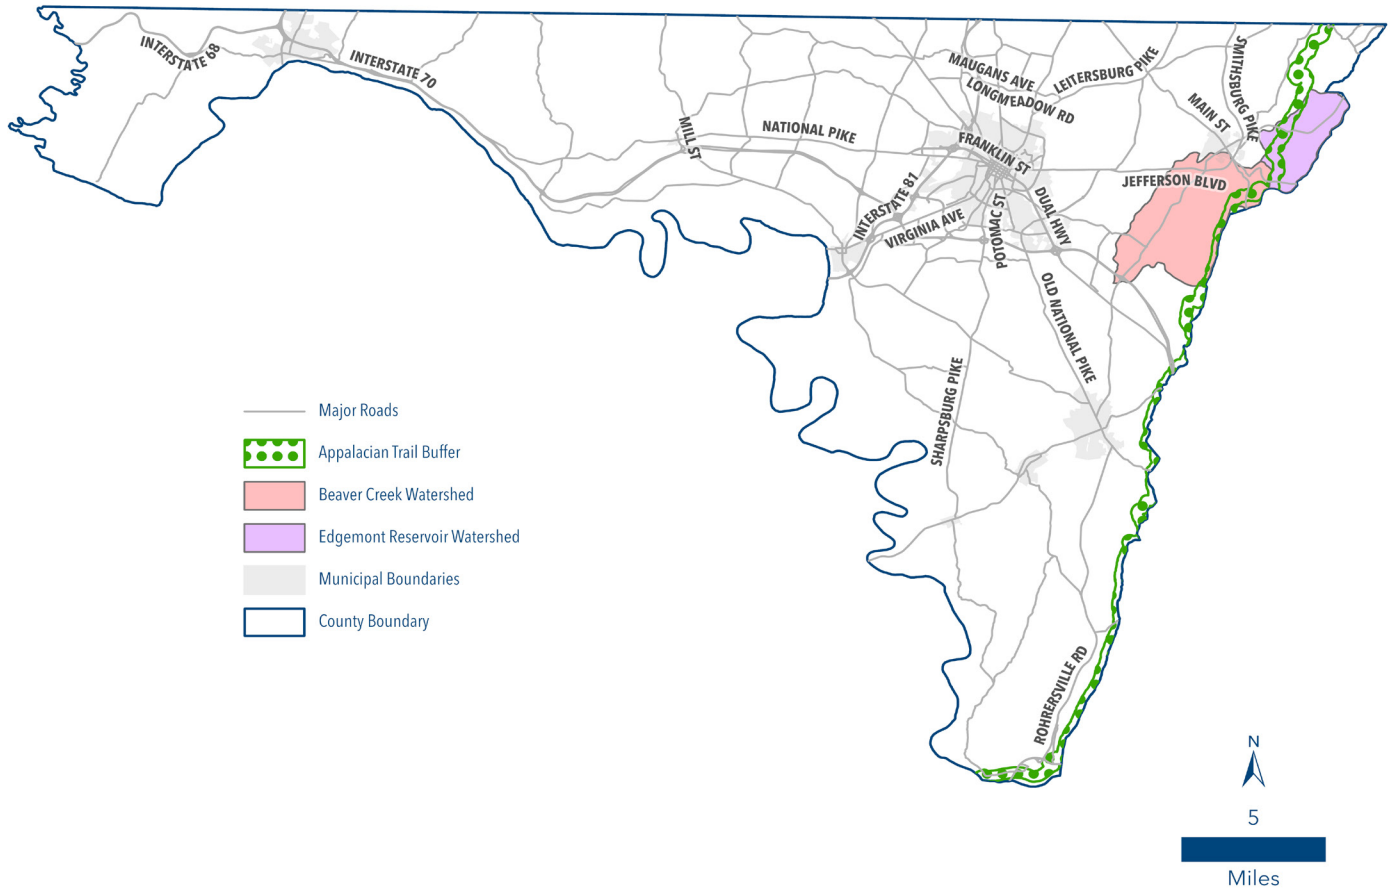 INTERSTATE 68
INTERSTATE 70
MILL ST
NATIONAL PIKE
MAUGANS AVE
LONGMEADOW RD
LEITERSBURG PIKE
SMITHSBURG PIKE
MAIN ST
FRANKLIN ST
JEFFERSON BLVD
INTERSTATE 81
VIRGINIA AVE
POTOMAC ST
DUAL HWY
OLD NATIONAL PIKE
SHARPSBURG PIKE
ROHRERSVILLE RD
Major Roads
Appalacian Trail Buffer
Beaver Creek Watershed
Edgemont Reservoir Watershed
Municipal Boundaries
County Boundary
N
5
Miles